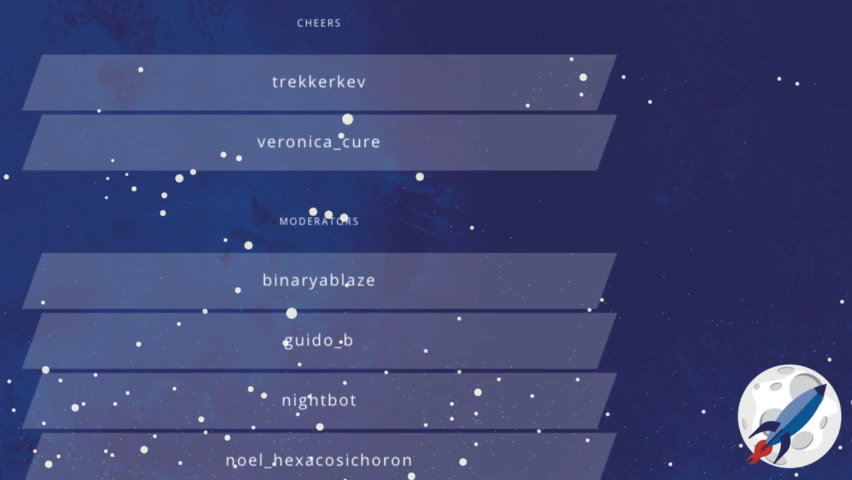 CHEERS
trekkerkev
veronica_cure
MODERATORS
binaryablaze
guido_b
nightbot
noel_hexacosichoron